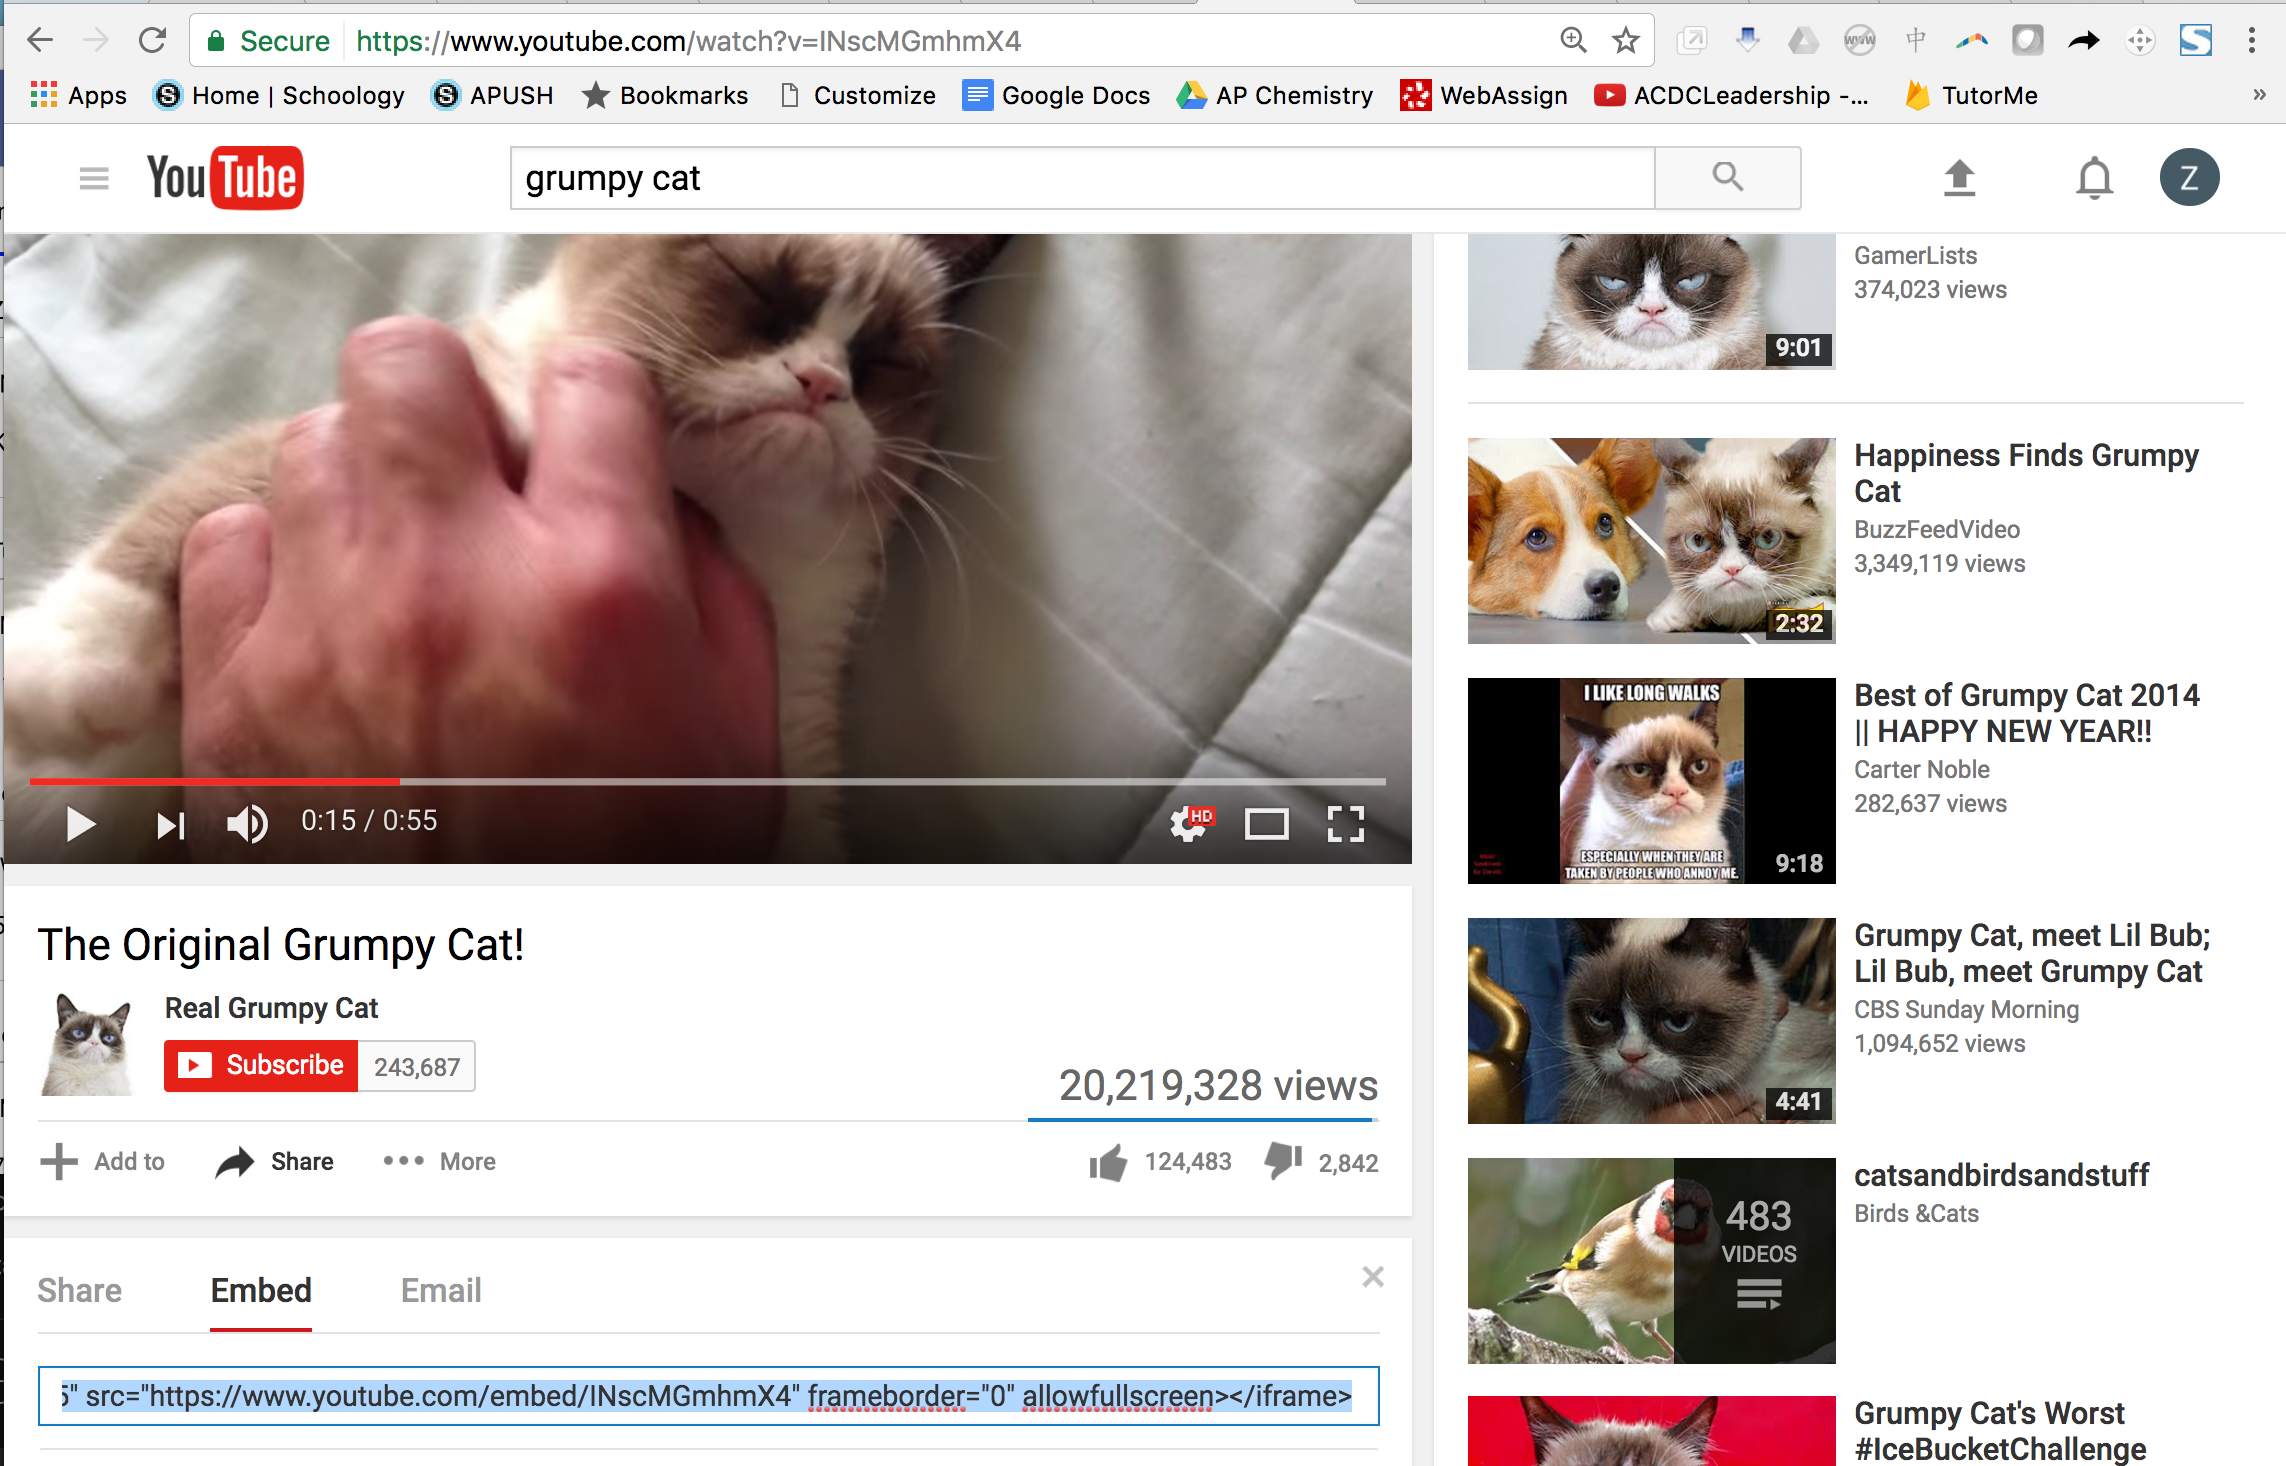 Secure
https://www.youtube.com/watch?v=INscMGmhmX4
WWW
中
Apps
Home | Schoology
APUSH
Bookmarks
Customize
Google Docs
AP Chemistry
WebAssign
ACDCLeadership -...
TutorMe
»
YouTube
grumpy cat
Z
GamerLists
374,023 views
9:01
Happiness Finds Grumpy
Cat
BuzzFeedVideo
3,349,119 views
2:32
I LIKE LONG WALKS
ESPECIALLY WHEN THEY ARE
TAKEN BY PEOPLE WHO ANNOY ME.
9:18
Best of Grumpy Cat 2014
|| HAPPY NEW YEAR!!
Carter Noble
282,637 views
Grumpy Cat, meet Lil Bub;
Lil Bub, meet Grumpy Cat
CBS Sunday Morning
1,094,652 views
4:41
483
VIDEOS
catsandbirdsandstuff
Birds &Cats
Grumpy Cat's Worst
#IceBucketChallenge
0:15 / 0:55
HD
The Original Grumpy Cat!
Real Grumpy Cat
Subscribe 243,687
20,219,328 views
Add to
Share
More
124,483
2,842
Share
Embed
Email
5" src="https://www.youtube.com/embed/INscMGmhmX4" frameborder="0" allowfullscreen></iframe>